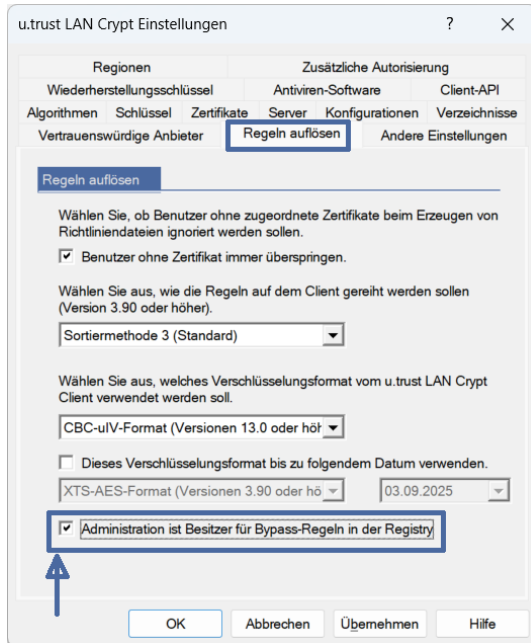 u.trust LAN Crypt Einstellungen
Regionen Zusätzliche Autorisierung
Wiederherstellungsschlüssel Antiviren-Software Client-API
Algorithmen Schlüssel Zertifikate Server Konfigurationen Verzeichnisse
Vertrauenswürdige Anbieter Regeln auflösen Andere Einstellungen
Regeln auflösen
Wählen Sie, ob Benutzer ohne zugeordnete Zertifikate beim Erzeugen von
Richtliniendateien ignoriert werden sollen.
Benutzer ohne Zertifikat immer überspringen.
Wählen Sie aus, wie die Regeln auf dem Client gereiht werden sollen
(Version 3.90 oder höher).
Sortiermethode 3 (Standard)
Wählen Sie aus, welches Verschlüsselungsformat vom u.trust LAN Crypt
Client verwendet werden soll.
CBC-uIV-Format (Versionen 13.0 oder höh
Dieses Verschlüsselungsformat bis zu folgendem Datum verwenden.
XTS-AES-Format (Versionen 3.90 oder hö 03.09.2025
Administration ist Besitzer für Bypass-Regeln in der Registry
OK Abbrechen Übernehmen Hilfe